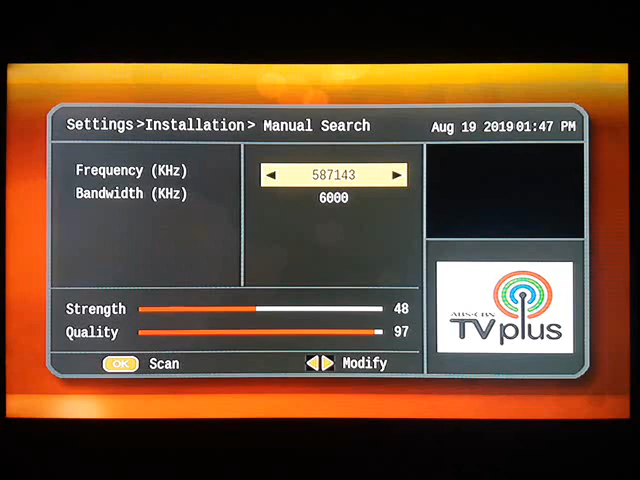 Settings>Installation> Manual Search
Aug 19 2019 01:47 PM
Frequency (KHz)
587143
Bandwidth (KHz)
6000
Strength 48
Quality 97
ABS-CBN
TVplus
OK Scan
Modify